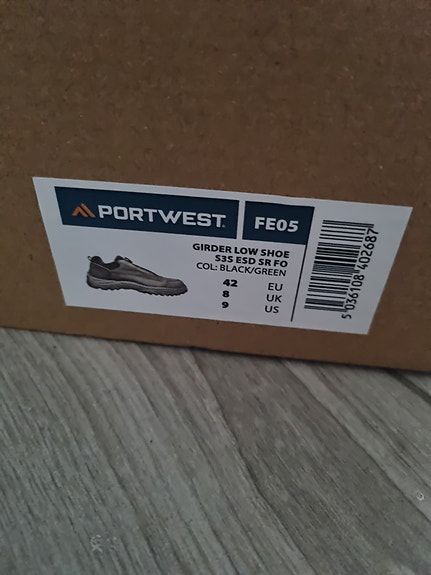 PORTWEST
FE05
GIRDER LOW SHOE
S3S ESD SR FO
COL: BLACK/GREEN
42 EU
8 UK
9 US
5 036108 402687